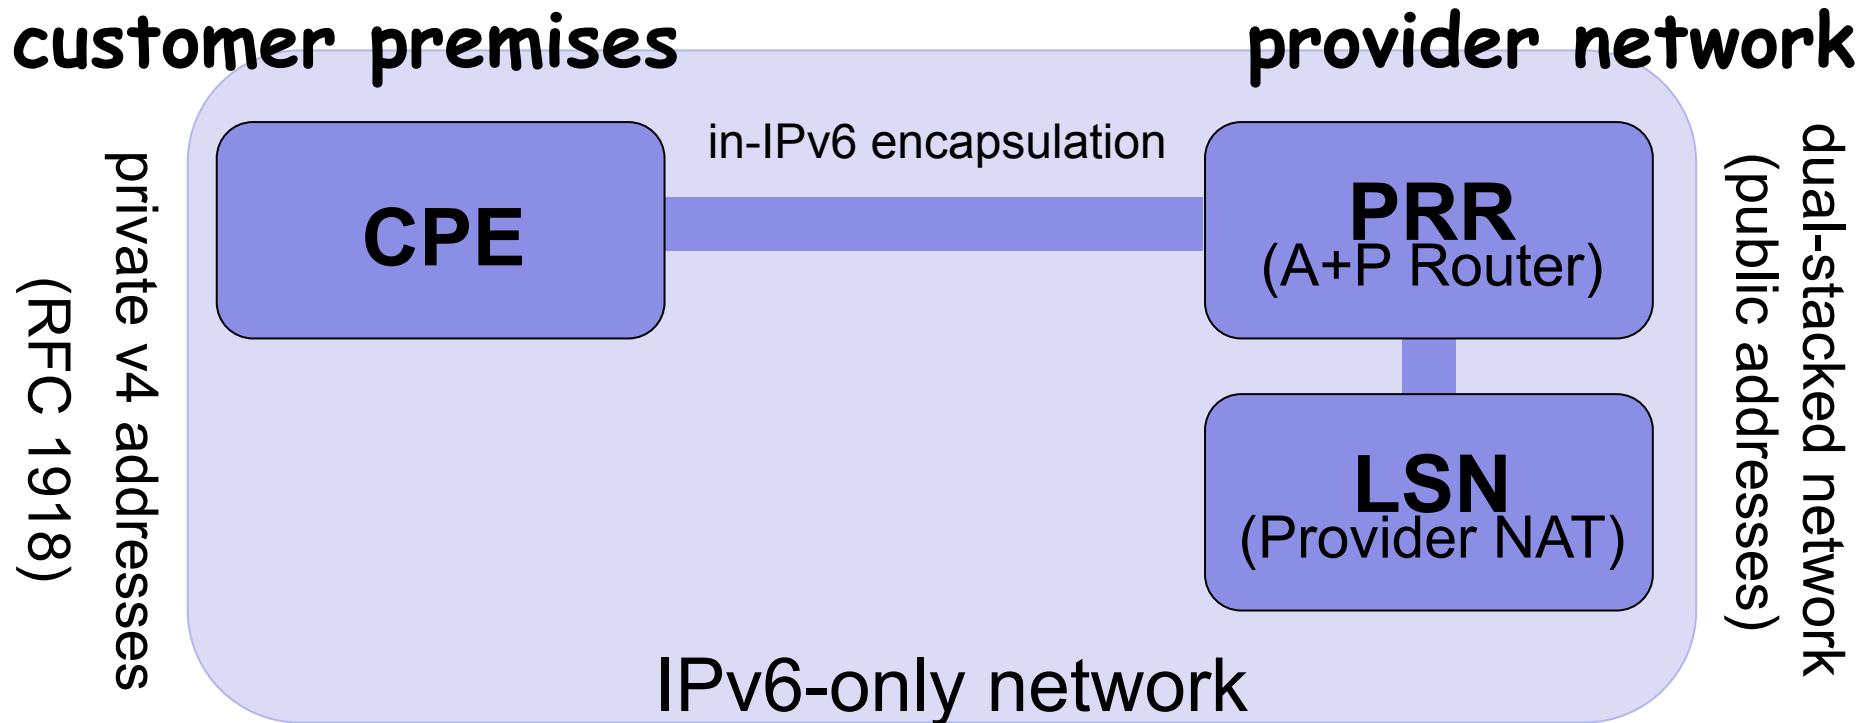 customer premises
provider network
private v4 addresses
(RFC 1918)
CPE
in-IPv6 encapsulation
PRR
(A+P Router)
LSN
(Provider NAT)
dual-stacked network
(public addresses)
IPv6-only network